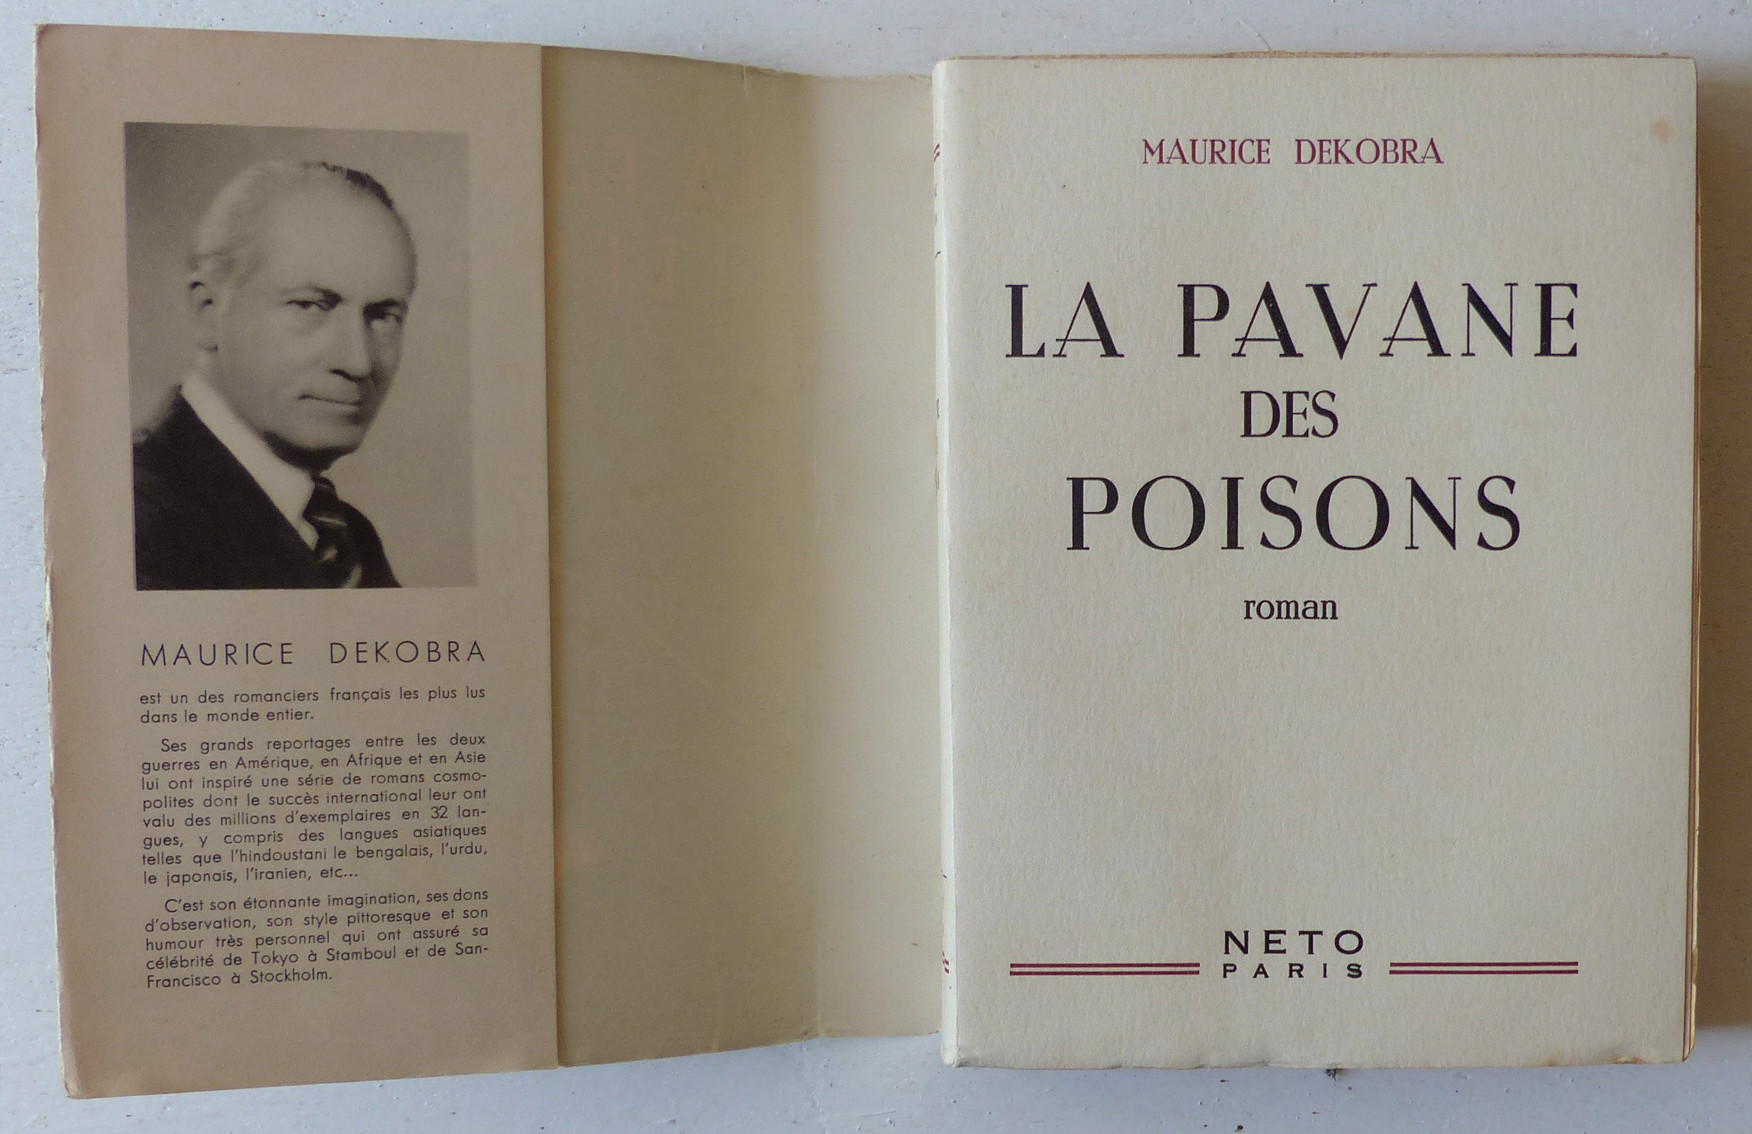 MAURICE DEKOBRA
est un des romanciers français les plus lus
dans le monde entier.
Ses grands reportages entre les deux
guerres en Amérique, en Afrique et en Asie
lui ont inspiré une série de romans cosmo-
polites dont le succès international leur ont
valu des millions d'exemplaires en 32 lan-
gues, y compris des langues asiatiques
telles que l'hindoustani le bengalais, l'urdu,
le japonais, l'iranien, etc...
C'est son étonnante imagination, ses dons
d'observation, son style pittoresque et son
humour très personnel qui ont assuré sa
célébrité de Tokyo à Stamboul et de San-
Francisco à Stockholm.
MAURICE DEKOBRA
LA PAVANE
DES
POISONS
roman
NETO
PARIS